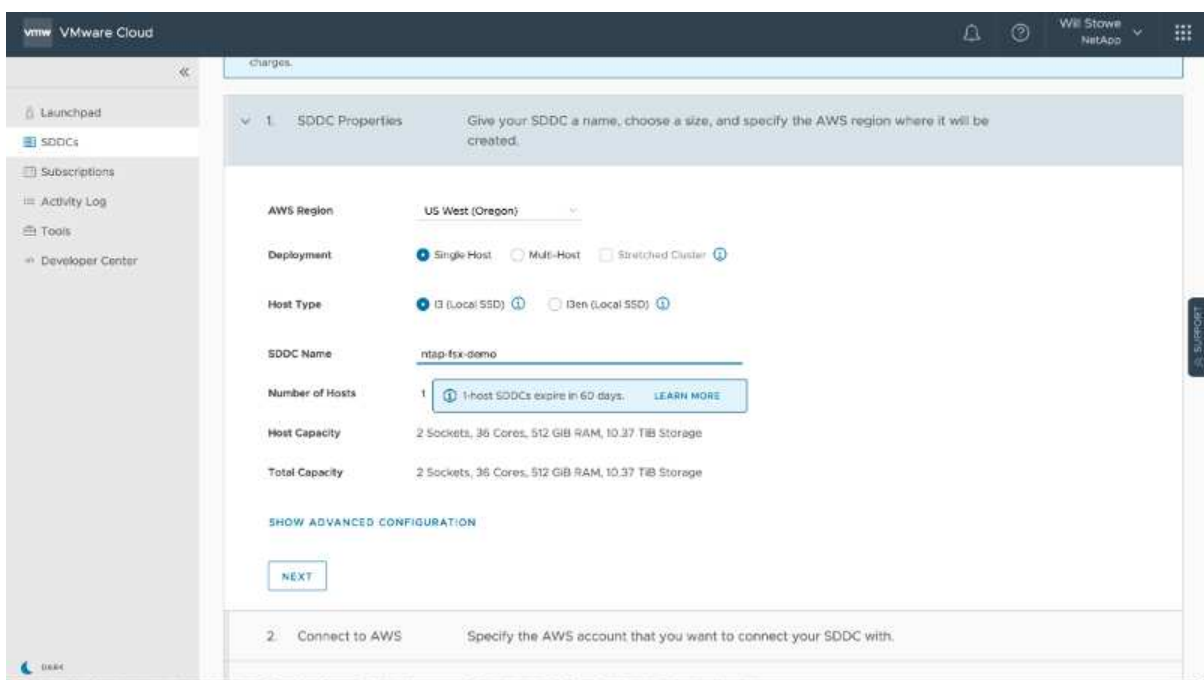 vmw VMware Cloud
Will Stowe
NetApp
charges.
Launchpad
SDDCs
Subscriptions
Activity Log
Tools
Developer Center
1. SDDC Properties Give your SDDC a name, choose a size, and specify the AWS region where it will be
created.
AWS Region US West (Oregon)
Deployment Single Host Multi-Host Stretched Cluster
Host Type i3 (Local SSD) i3en (Local SSD)
SDDC Name ntap-fsx-demo
Number of Hosts 1 1-host SDDCs expire in 60 days. LEARN MORE
Host Capacity 2 Sockets, 36 Cores, 512 GiB RAM, 10.37 TiB Storage
Total Capacity 2 Sockets, 36 Cores, 512 GiB RAM, 10.37 TiB Storage
SHOW ADVANCED CONFIGURATION
NEXT
2. Connect to AWS Specify the AWS account that you want to connect your SDDC with.
DARK
SUPPORT